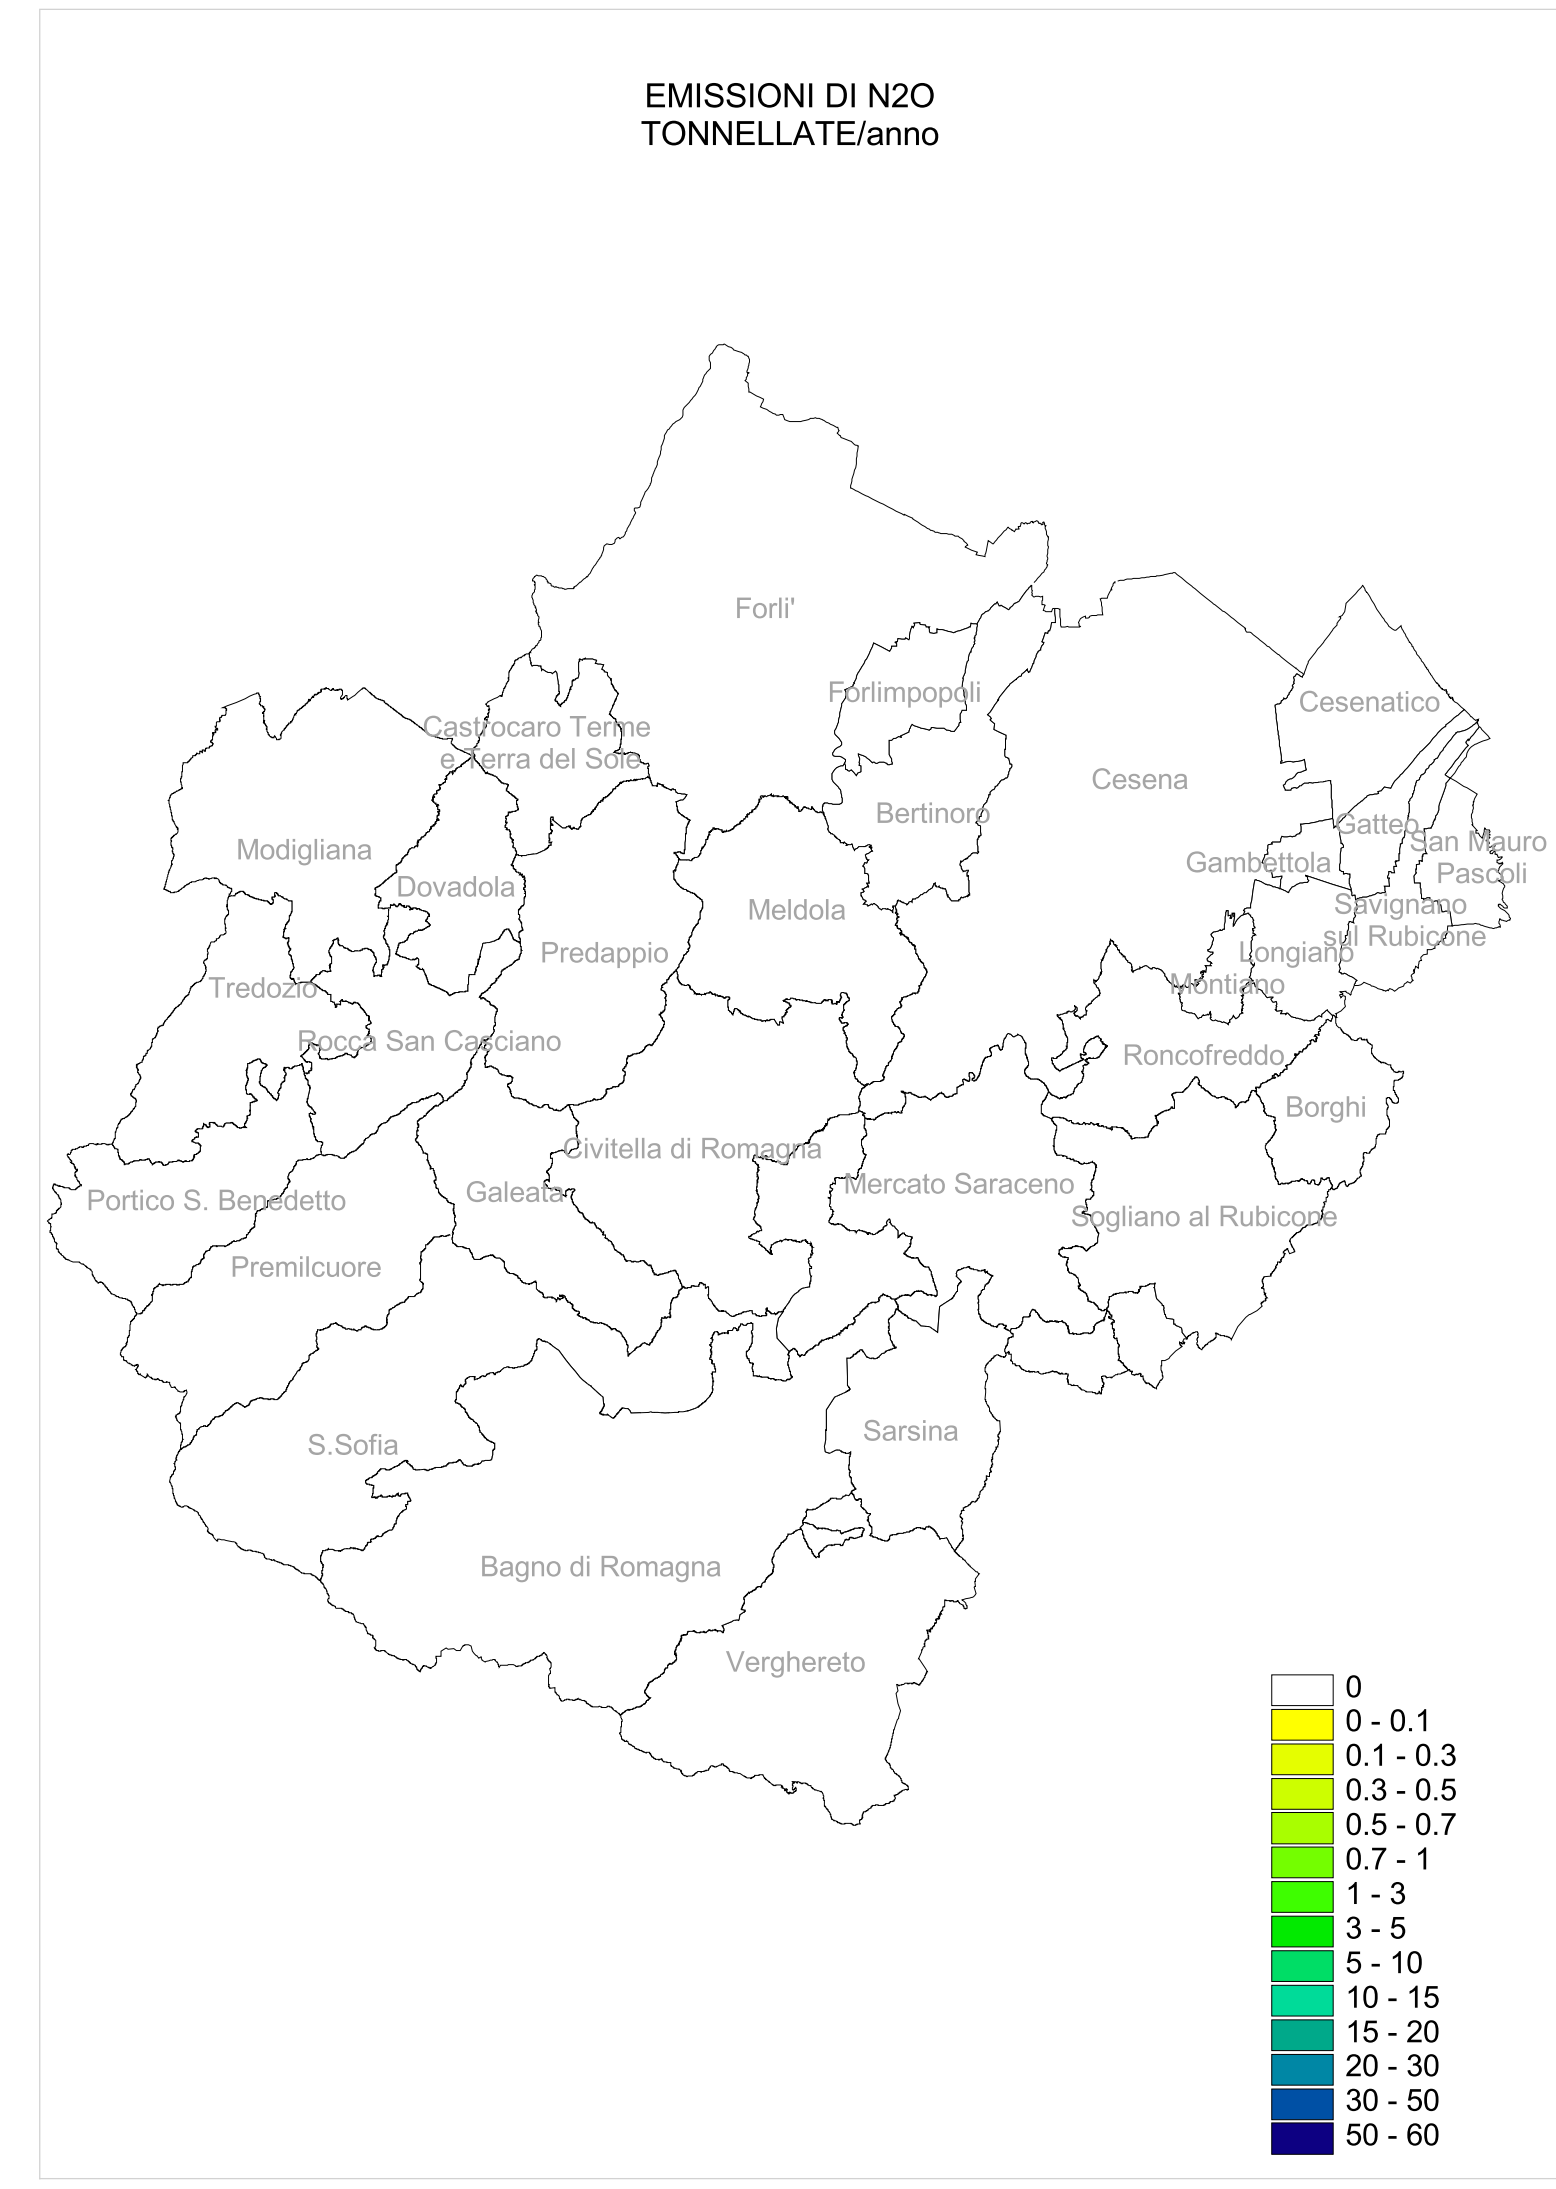 EMISSIONI DI N2O
TONNELLATE/anno
Forli'
Forlimpopoli
Cesenatico
Castrocaro Terme
e Terra del Sole
Cesena
Bertinoro
Gatteo
San Mauro
Pascoli
Modigliana
Gambettola
Dovadola
Meldola
Savignano
sul Rubicone
Predappio
Longiano
Tredozio
Montiano
Rocca San Casciano
Roncofreddo
Borghi
Civitella di Romagna
Portico S. Benedetto
Galeata
Mercato Saraceno
Sogliano al Rubicone
Premilcuore
S.Sofia
Sarsina
Bagno di Romagna
Verghereto
0
0 - 0.1
0.1 - 0.3
0.3 - 0.5
0.5 - 0.7
0.7 - 1
1 - 3
3 - 5
5 - 10
10 - 15
15 - 20
20 - 30
30 - 50
50 - 60